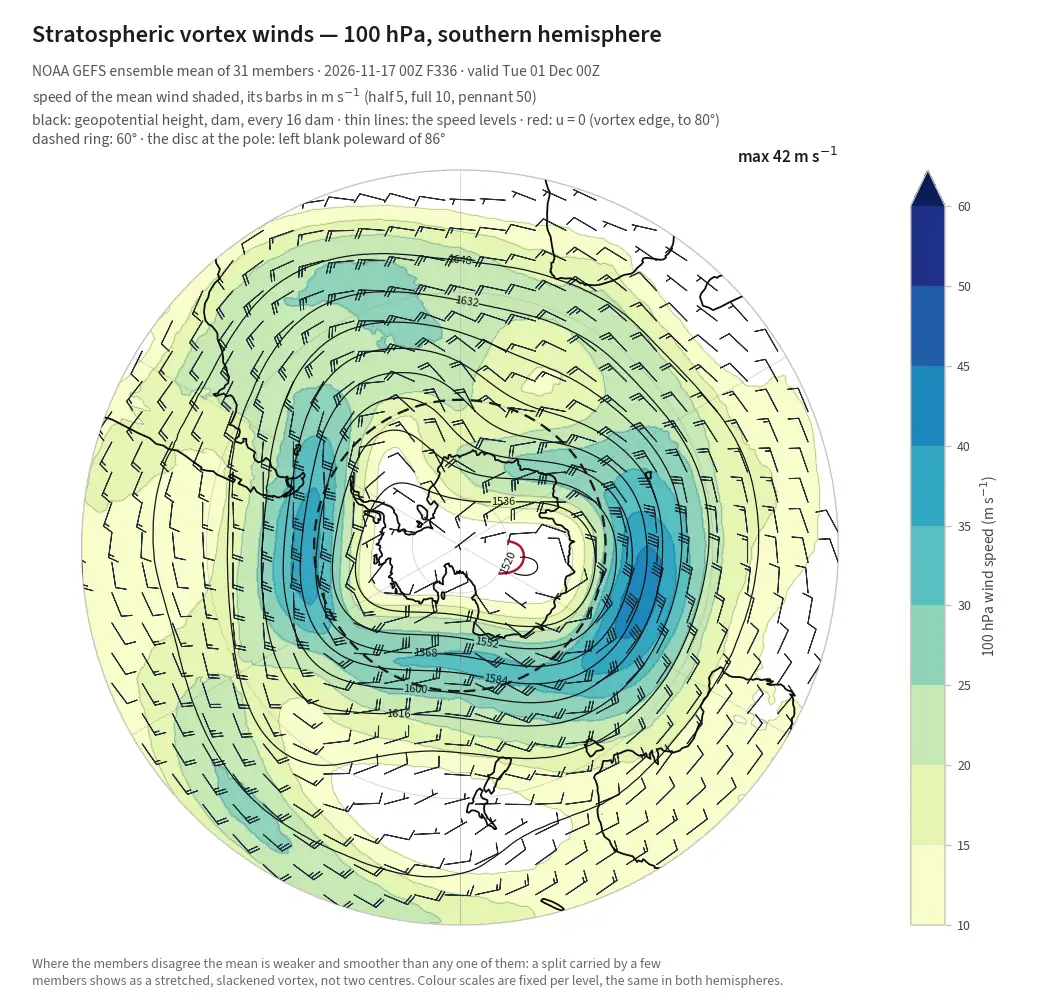 Stratospheric vortex winds — 100 hPa, southern hemisphere
NOAA GEFS ensemble mean of 31 members · 2026-11-17 00Z F336 · valid Tue 01 Dec 00Z
speed of the mean wind shaded, its barbs in m s⁻¹ (half 5, full 10, pennant 50)
black: geopotential height, dam, every 16 dam · thin lines: the speed levels · red: u = 0 (vortex edge, to 80°)
dashed ring: 60° · the disc at the pole: left blank poleward of 86°
max 42 m s⁻¹
60
50
45
40
35
30
25
20
15
10
100 hPa wind speed (m s⁻¹)
1648
1632
1536
1520
1552
1568
1584
1600
1616
Where the members disagree the mean is weaker and smoother than any one of them: a split carried by a few
members shows as a stretched, slackened vortex, not two centres. Colour scales are fixed per level, the same in both hemispheres.